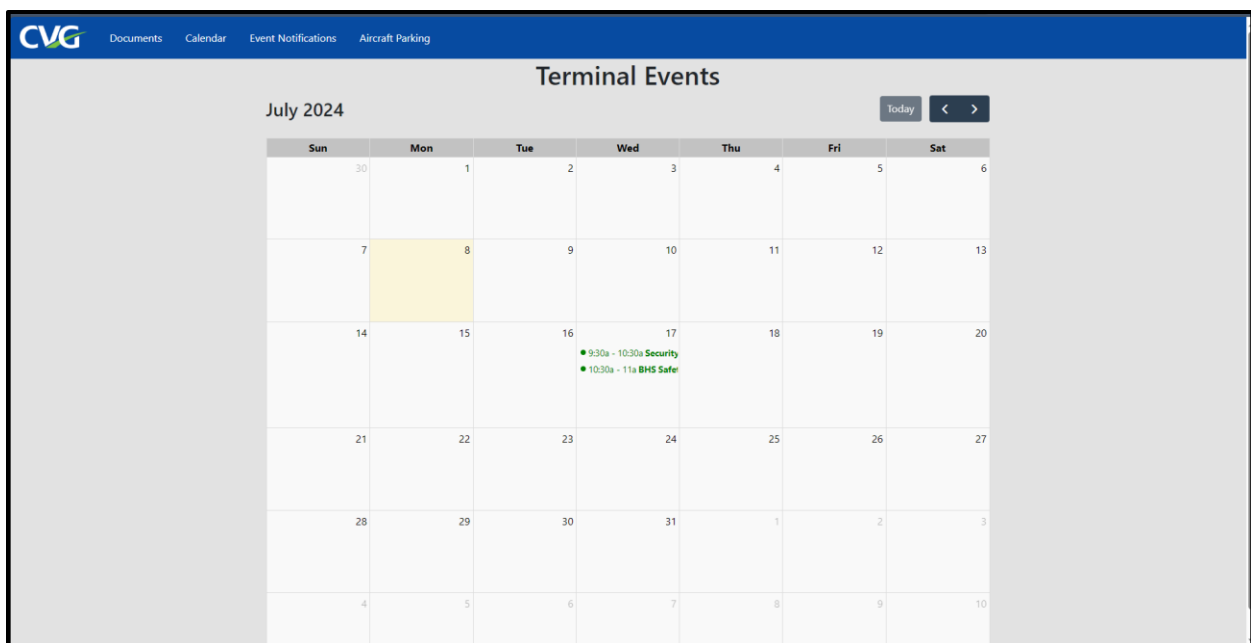 CVG Documents Calendar Event Notifications Aircraft Parking
Terminal Events
July 2024 Today
Sun Mon Tue Wed Thu Fri Sat
30 1 2 3 4 5 6
7 8 9 10 11 12 13
14 15 16 17 18 19 20
9:30a - 10:30a Security
10:30a - 11a BHS Safe
21 22 23 24 25 26 27
28 29 30 31 1 2 3
4 5 6 7 8 9 10